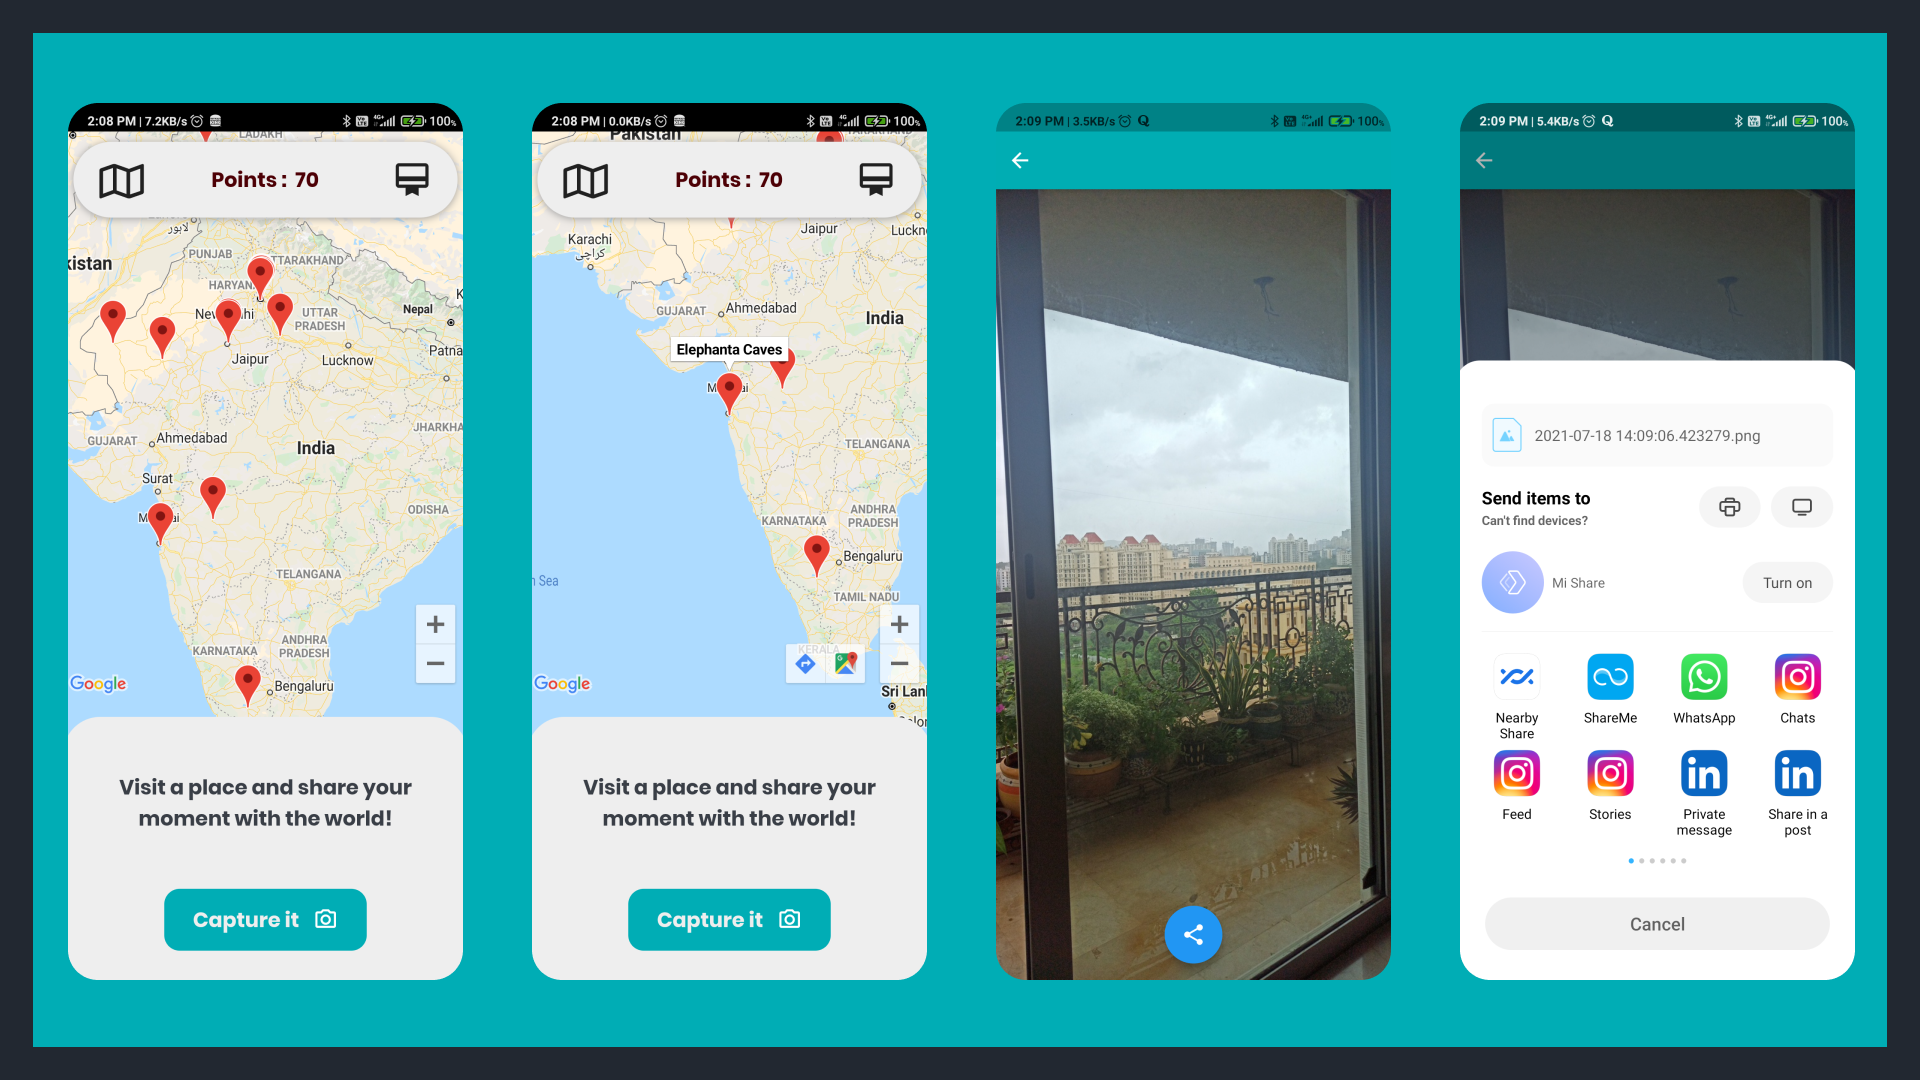 2:08 PM | 7.2KB/s
100%
LADAKH
Points : 70
لاہور
PUNJAB
TTARAKHAND
kistan
HARYAN
Nepal
New
hi
UTTAR
PRADESH
Jaipur
Lucknow
Patna
JHARKHA
GUJARAT
Ahmedabad
India
Surat
M
ai
ODISHA
TELANGANA
ANDHRA
PRADESH
KARNATAKA
Google
Bengaluru
Visit a place and share your
moment with the world!
Capture it
2:08 PM | 0.0KB/s
100%
Pakistan
Points : 70
Jaipur
Luckn
Karachi
کراچی
GUJARAT
Ahmedabad
India
Elephanta Caves
M
ai
TELANGANA
KARNATAKA
ANDHRA
PRADESH
Bengaluru
n Sea
TAMIL NADU
KERALA
Google
Sri Lan
Colon
Visit a place and share your
moment with the world!
Capture it
2:09 PM | 3.5KB/s
100%
2:09 PM | 5.4KB/s
100%
2021-07-18 14:09:06.423279.png
Send items to
Can't find devices?
Mi Share
Turn on
Nearby
Share
ShareMe
WhatsApp
Chats
Feed
Stories
Private
message
Share in a
post
Cancel